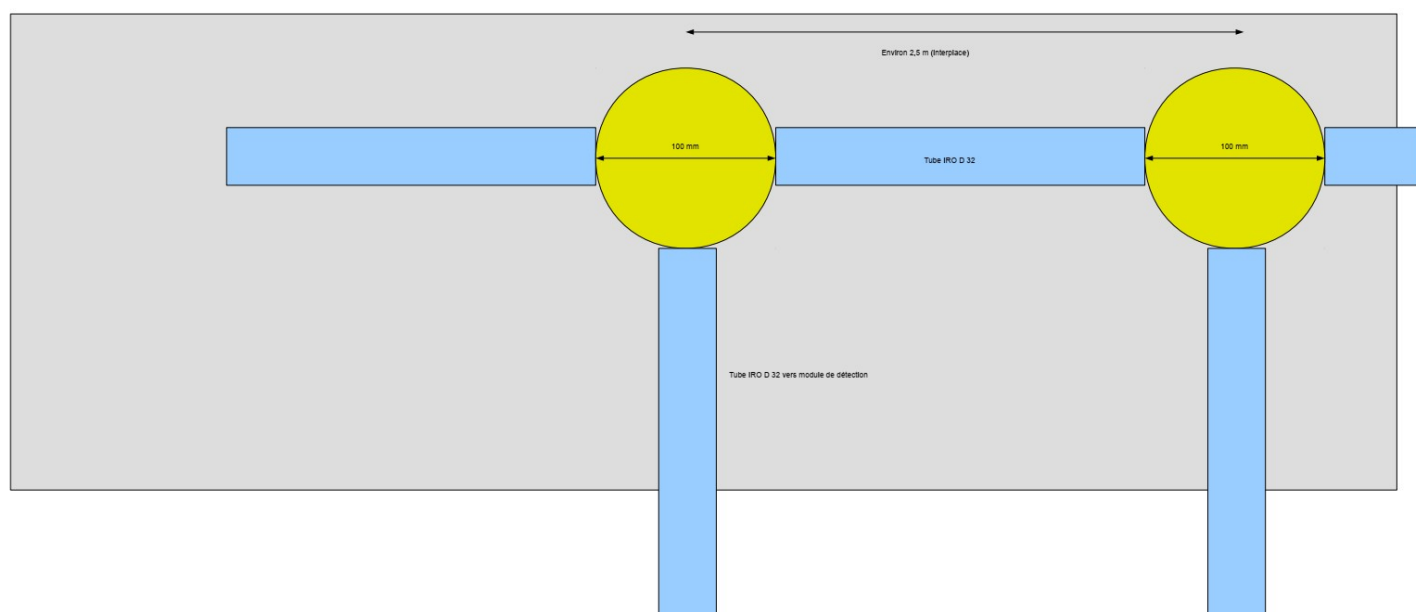 Environ 2,5 m (interplace)
100 mm
Tube IRO D 32
100 mm
Tube IRO D 32 vers module de détection